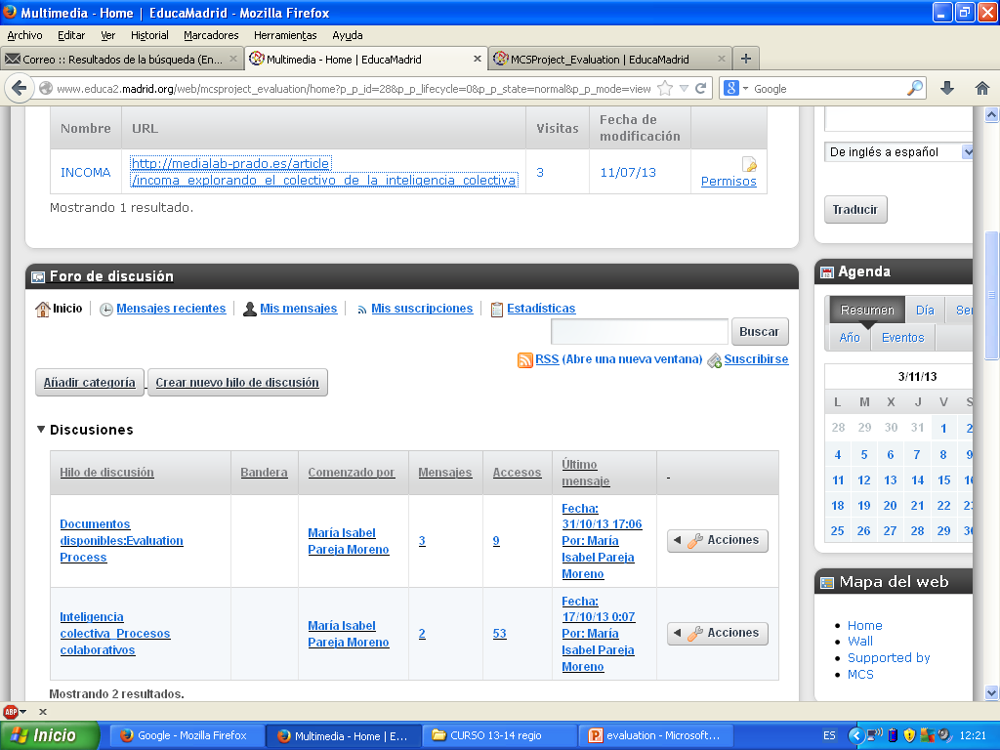 Multimedia - Home | EducaMadrid - Mozilla Firefox
Archivo Editar Ver Historial Marcadores Herramientas Ayuda
Correo :: Resultados de la búsqueda (En... Multimedia - Home | EducaMadrid MCSProject_Evaluation | EducaMadrid
www.educa2.madrid.org/web/mcsproject_evaluation/home?p_p_id=28&p_p_lifecycle=0&p_p_state=normal&p_p_mode=view Google
Nombre URL Visitas Fecha de modificación
INCOMA http://medialab-prado.es/article
/incoma_explorando_el_colectivo_de_la_inteligencia_colectiva 3 11/07/13 Permisos
Mostrando 1 resultado.
De inglés a español
Traducir
Foro de discusión
Inicio Mensajes recientes Mis mensajes Mis suscripciones Estadísticas
Buscar
RSS (Abre una nueva ventana) Suscribirse
Añadir categoría Crear nuevo hilo de discusión
Discusiones
Hilo de discusión Bandera Comenzado por Mensajes Accesos Último mensaje -
Documentos
disponibles:Evaluation
Process
María Isabel
Pareja Moreno
3 9
Fecha:
31/10/13 17:06
Por: María
Isabel Pareja
Moreno
Acciones
Inteligencia
colectiva_Procesos
colaborativos
María Isabel
Pareja Moreno
2 53
Fecha:
17/10/13 0:07
Por: María
Isabel Pareja
Moreno
Acciones
Mostrando 2 resultados.
Agenda
Resumen Día Ser
Año Eventos
3/11/13
L M X J V S
28 29 30 31 1 2
4 5 6 7 8 9
11 12 13 14 15 16
18 19 20 21 22 23
25 26 27 28 29 30
Mapa del web
Home
Wall
Supported by
MCS
ABP
Inicio Google - Mozilla Firefox Multimedia - Home | E... CURSO 13-14 regio evaluation - Microsoft... ES 12:21